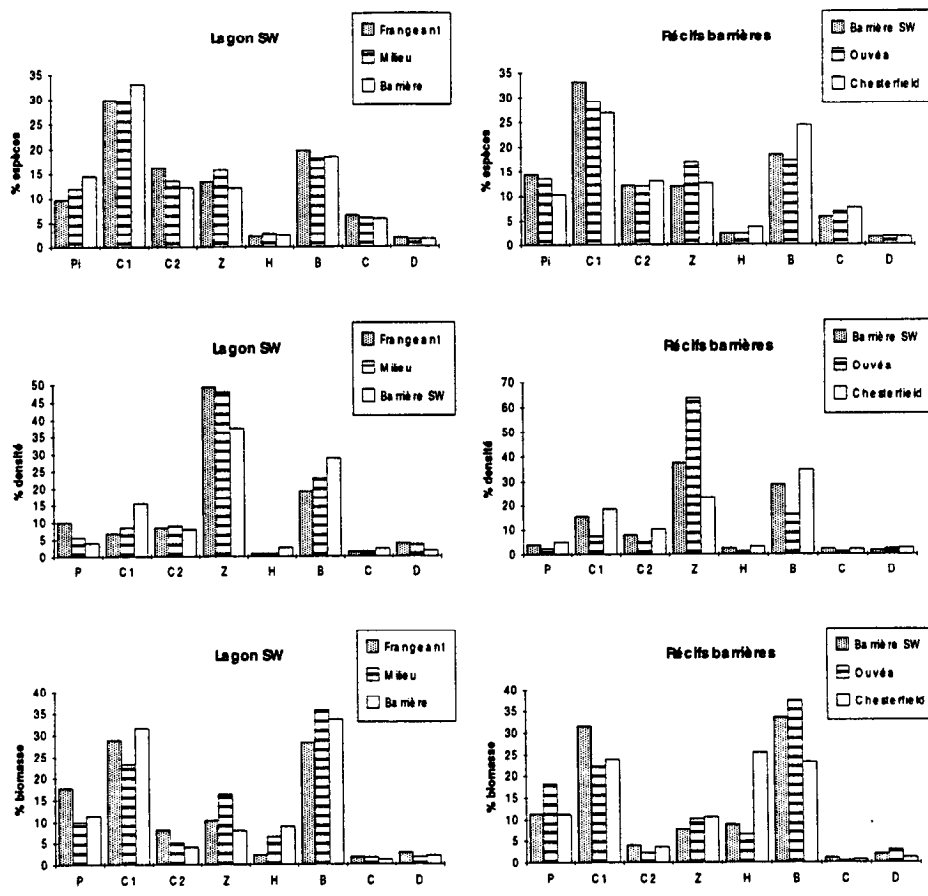 Lagon SW
Frangeant
Milieu
Barrière
% espèces
35
30
25
20
15
10
5
0
Pi C1 C2 Z H B C D
Récifs barrières
Barrière SW
Ouvéa
Chesterfield
% espèces
35
30
25
20
15
10
5
0
Pi C1 C2 Z H B C D
Lagon SW
Frangeant
Milieu
Barrière SW
% densité
50
45
40
35
30
25
20
15
10
5
0
P C1 C2 Z H B C D
Récifs barrières
Barrière SW
Ouvéa
Chesterfield
% densité
70
60
50
40
30
20
10
0
P C1 C2 Z H B C D
Lagon SW
Frangeant
Milieu
Barrière
% biomasse
40
35
30
25
20
15
10
5
0
P C1 C2 Z H B C D
Récifs barrières
Barrière SW
Ouvéa
Chesterfield
% biomasse
40
35
30
25
20
15
10
5
0
P C1 C2 Z H B C D